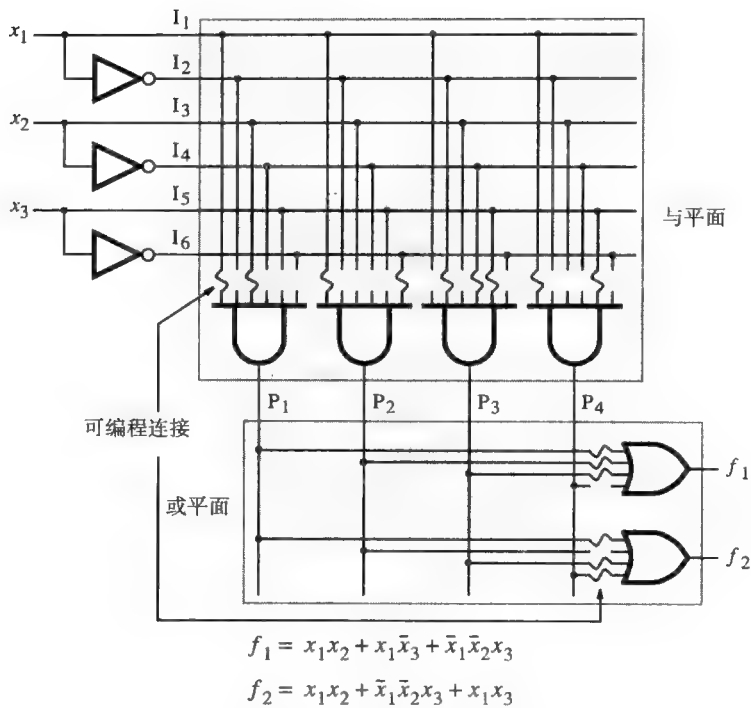 x₁ I₁
I₂
x₂ I₃
I₄
x₃ I₅
I₆
与平面
P₁ P₂ P₃ P₄
可编程连接
f₁
或平面
f₂
f₁ = x₁x₂ + x₁x̄₃ + x̄₁x̄₂x₃
f₂ = x₁x₂ + x̄₁x̄₂x₃ + x₁x₃